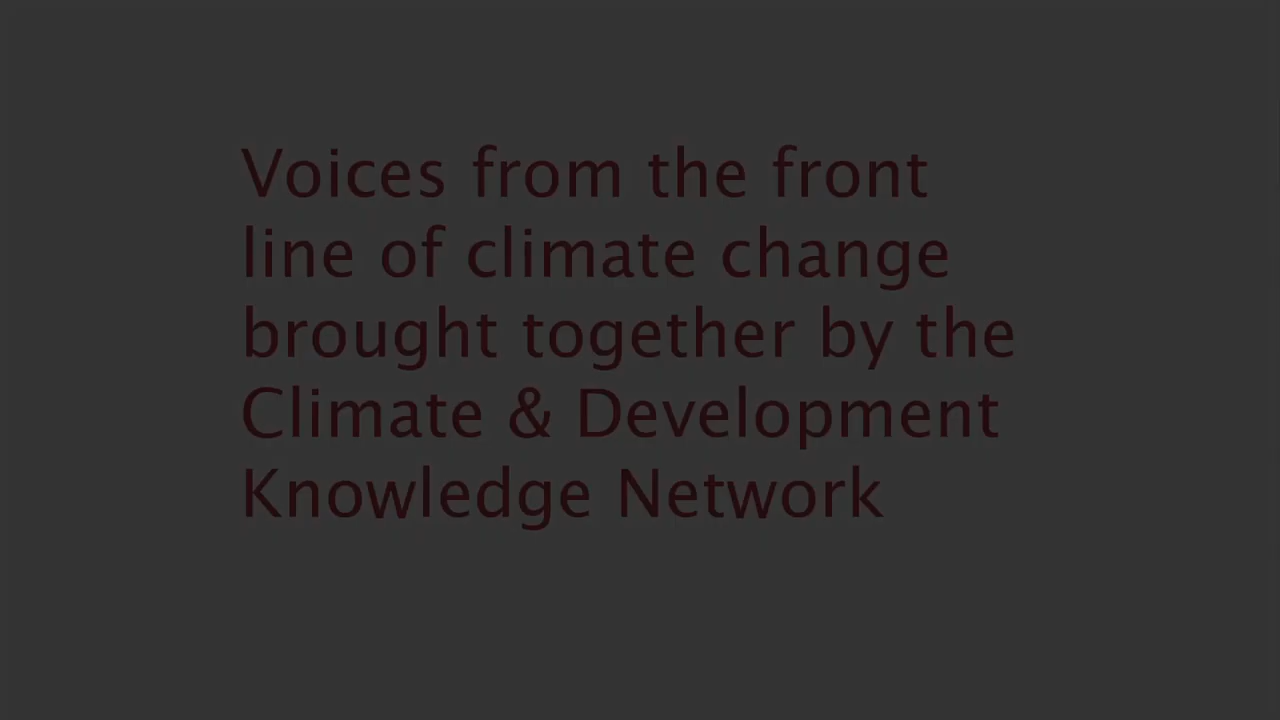 Voices from the front
line of climate change
brought together by the
Climate & Development
Knowledge Network